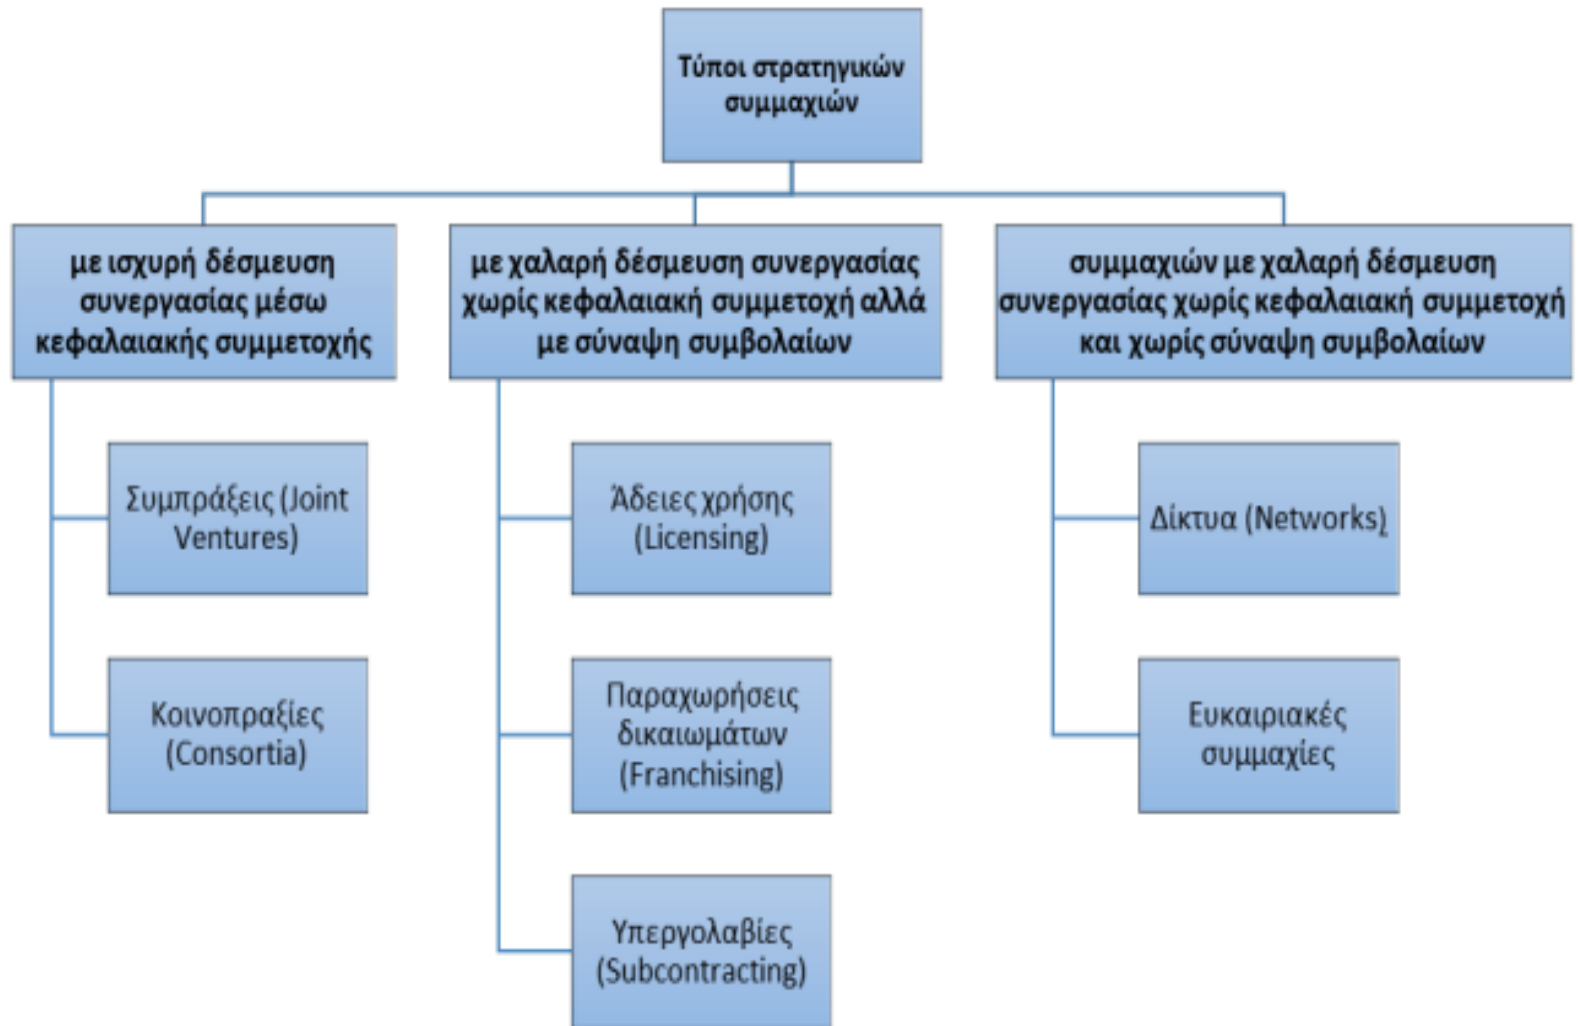 Τύποι στρατηγικών
συμμαχιών
με ισχυρή δέσμευση
συνεργασίας μέσω
κεφαλαιακής συμμετοχής
με χαλαρή δέσμευση συνεργασίας
χωρίς κεφαλαιακή συμμετοχή αλλά
με σύναψη συμβολαίων
συμμαχιών με χαλαρή δέσμευση
συνεργασίας χωρίς κεφαλαιακή συμμετοχή
και χωρίς σύναψη συμβολαίων
Συμπράξεις (Joint
Ventures)
Κοινοπραξίες
(Consortia)
Άδειες χρήσης
(Licensing)
Παραχωρήσεις
δικαιωμάτων
(Franchising)
Υπεργολαβίες
(Subcontracting)
Δίκτυα (Networks)
Ευκαιριακές
συμμαχίες